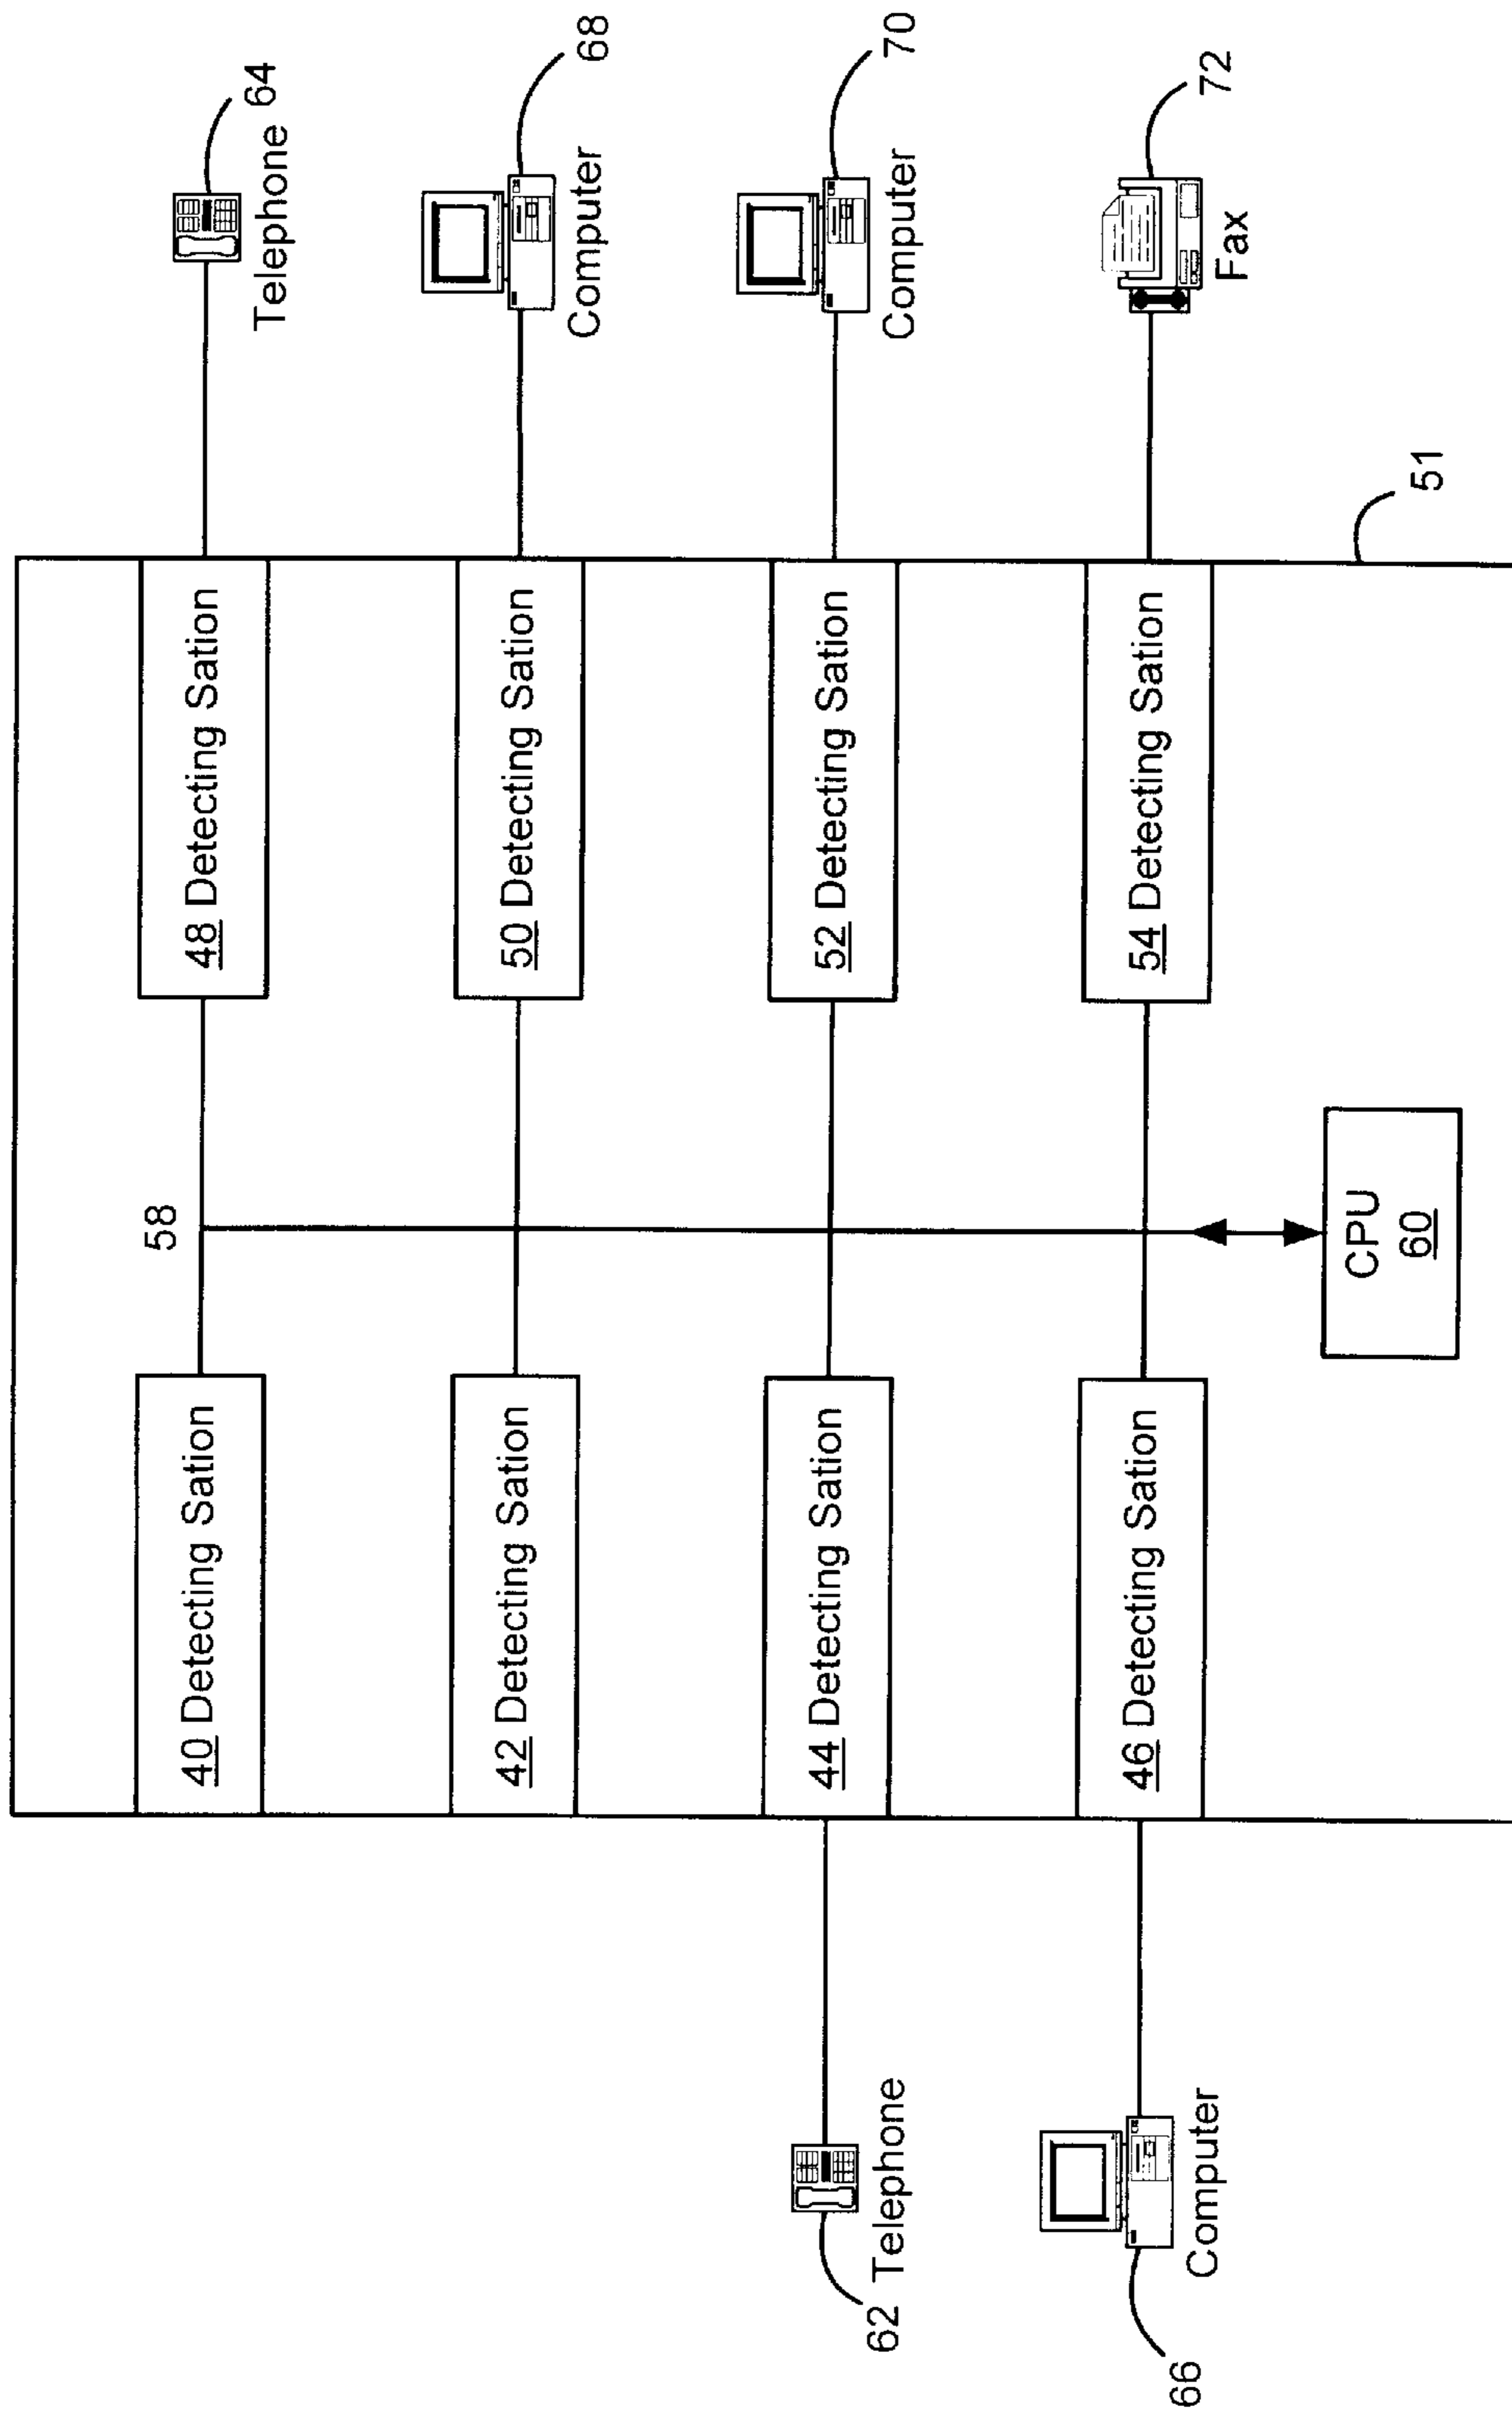 64
Telephone
68
Computer
70
Computer
72
Fax
51
48 Detecting Sation
50 Detecting Sation
52 Detecting Sation
54 Detecting Sation
58
CPU
60
40 Detecting Sation
42 Detecting Sation
44 Detecting Sation
46 Detecting Sation
62
Telephone
66
Computer